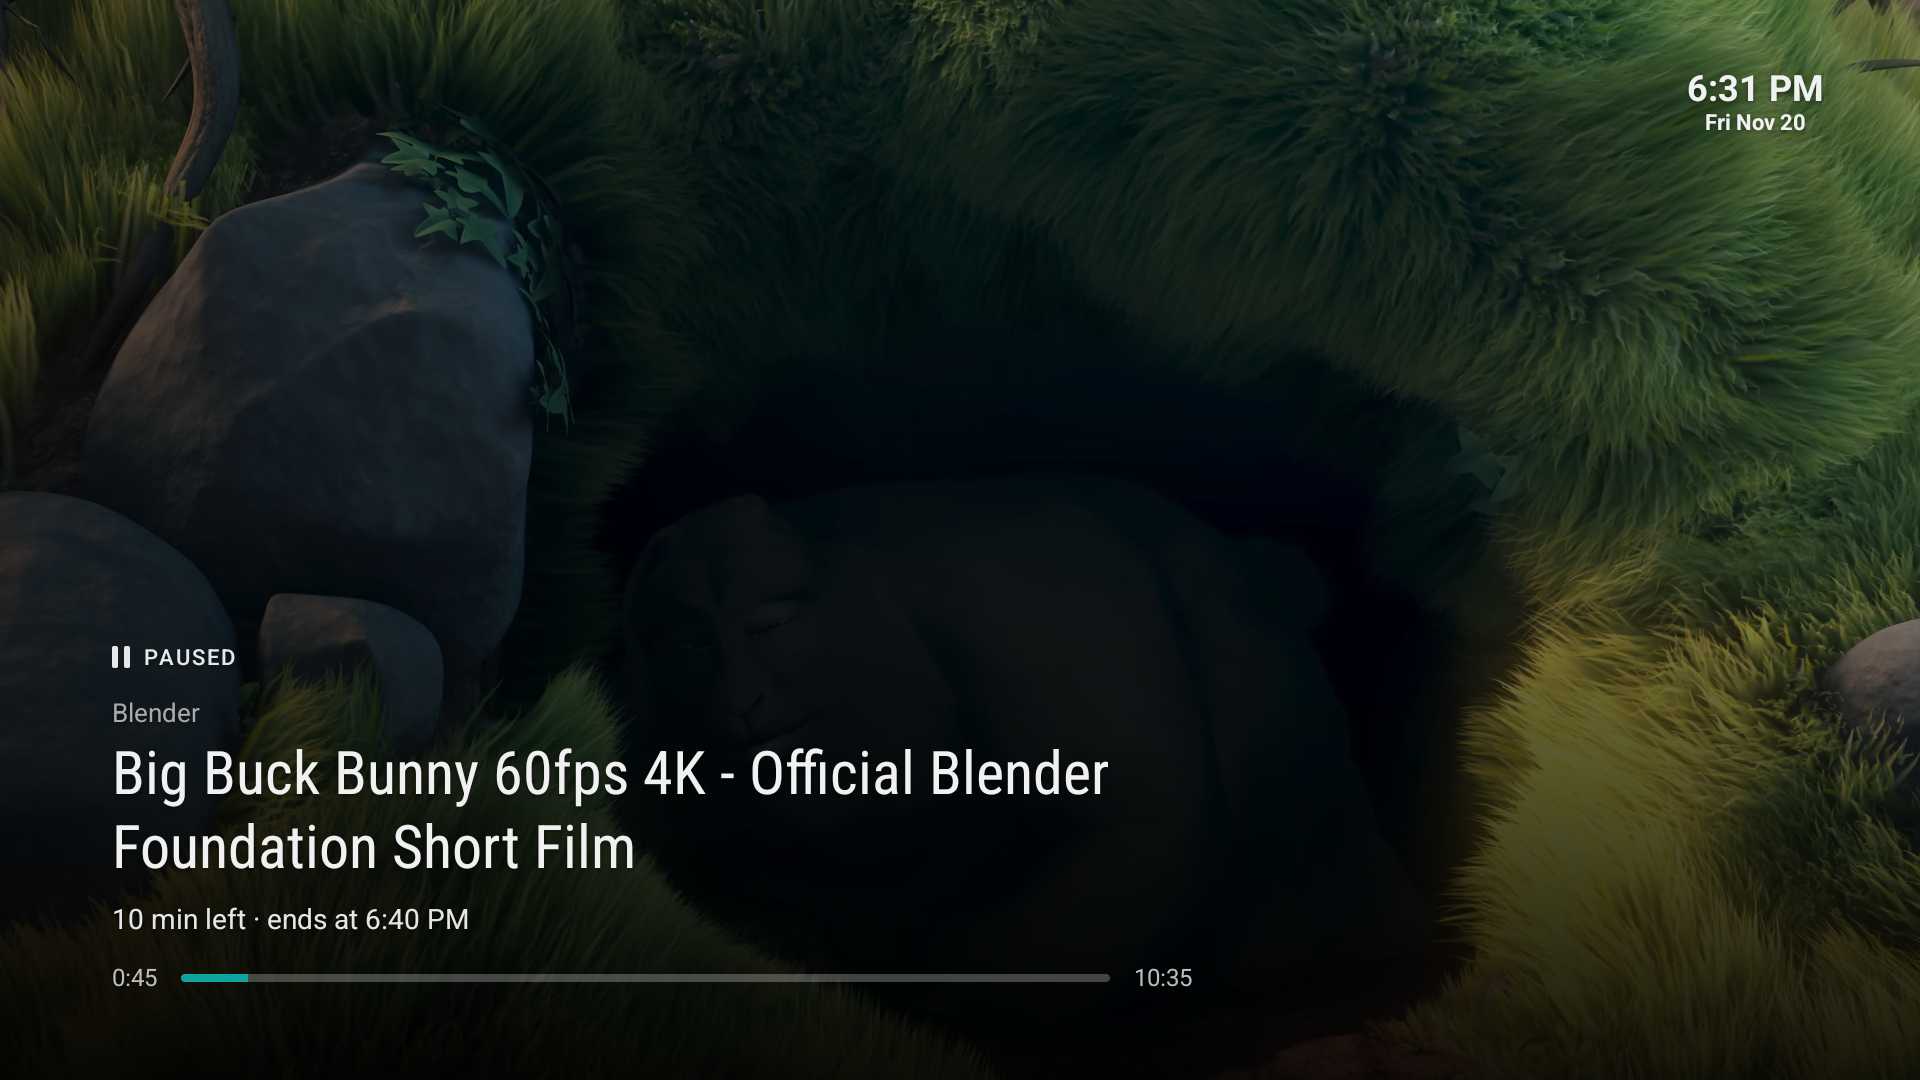 6:31 PM
Fri Nov 20
PAUSED
Blender
Big Buck Bunny 60fps 4K - Official Blender
Foundation Short Film
10 min left · ends at 6:40 PM
0:45
10:35